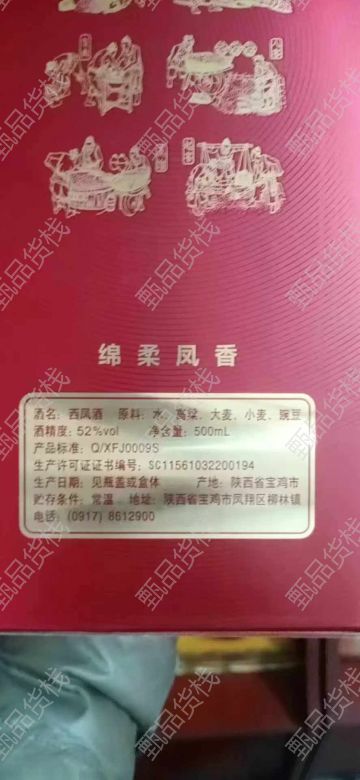 绵柔凤香
酒名：西凤酒 原料：水、高粱、大麦、小麦、豌豆
酒精度：52%vol 净含量：500mL
产品标准：Q/XFJ0009S
生产许可证证书编号：SC11561032200194
生产日期：见瓶盖或盒体 产地：陕西省宝鸡市
贮存条件：常温 地址：陕西省宝鸡市凤翔区柳林镇
电话：(0917) 8612900
甄品货栈